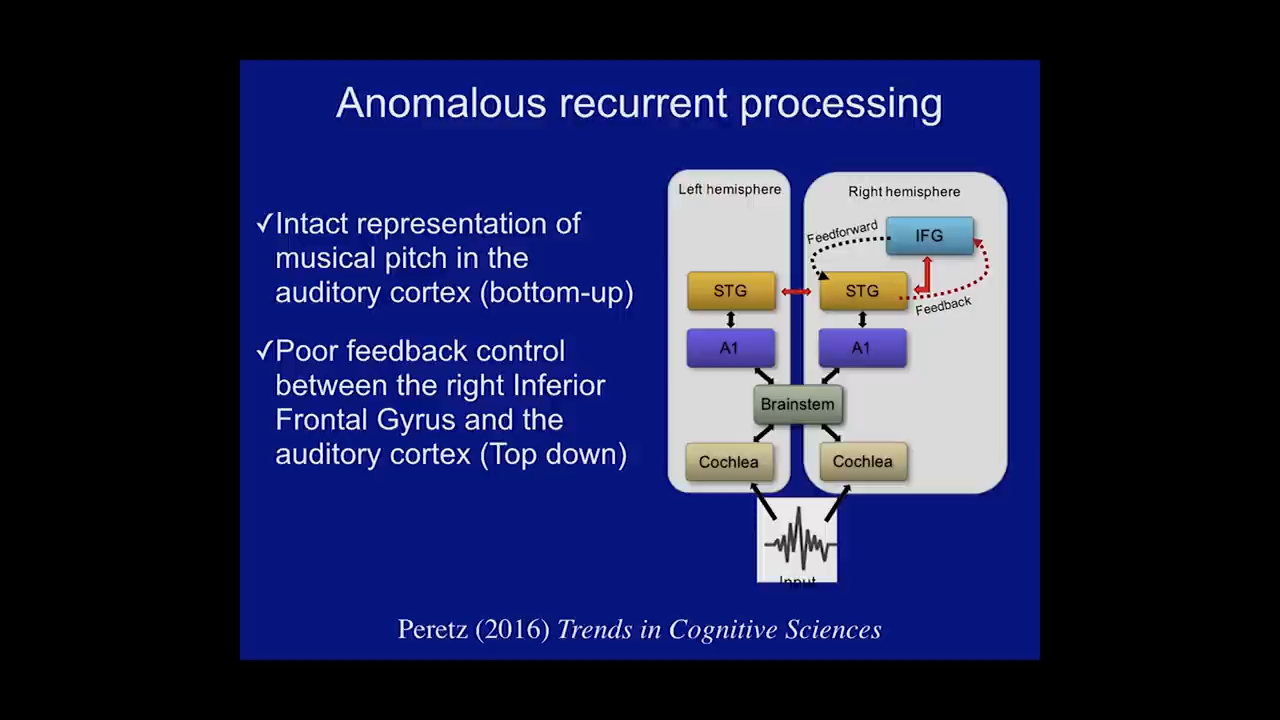 Anomalous recurrent processing
✓Intact representation of
musical pitch in the
auditory cortex (bottom-up)
✓Poor feedback control
between the right Inferior
Frontal Gyrus and the
auditory cortex (Top down)
Left hemisphere
Right hemisphere
Feedforward
IFG
STG
STG
Feedback
A1
A1
Brainstem
Cochlea
Cochlea
Input
Peretz (2016) Trends in Cognitive Sciences